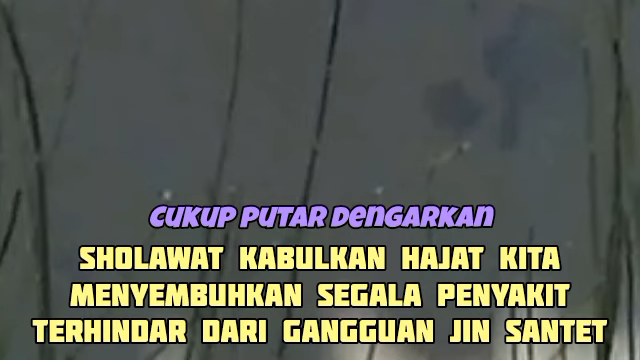 CUKUP PUTAR DENGARKAN
SHOLAWAT KABULKAN HAJAT KITA
MENYEMBUHKAN SEGALA PENYAKIT
TERHINDAR DARI GANGGUAN JIN SANTET